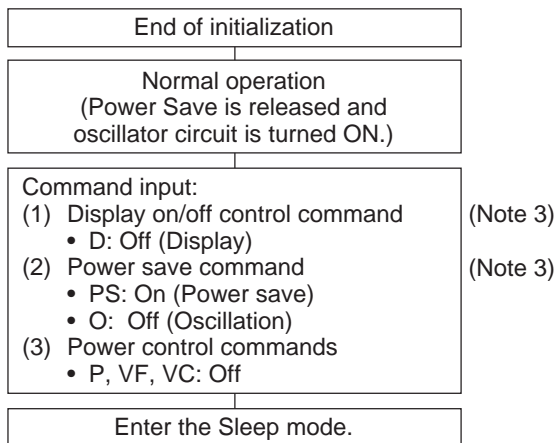 End of initialization
Normal operation
(Power Save is released and
oscillator circuit is turned ON.)
Command input:
(1) Display on/off control command (Note 3)
• D: Off (Display)
(2) Power save command (Note 3)
• PS: On (Power save)
• O: Off (Oscillation)
(3) Power control commands
• P, VF, VC: Off
Enter the Sleep mode.